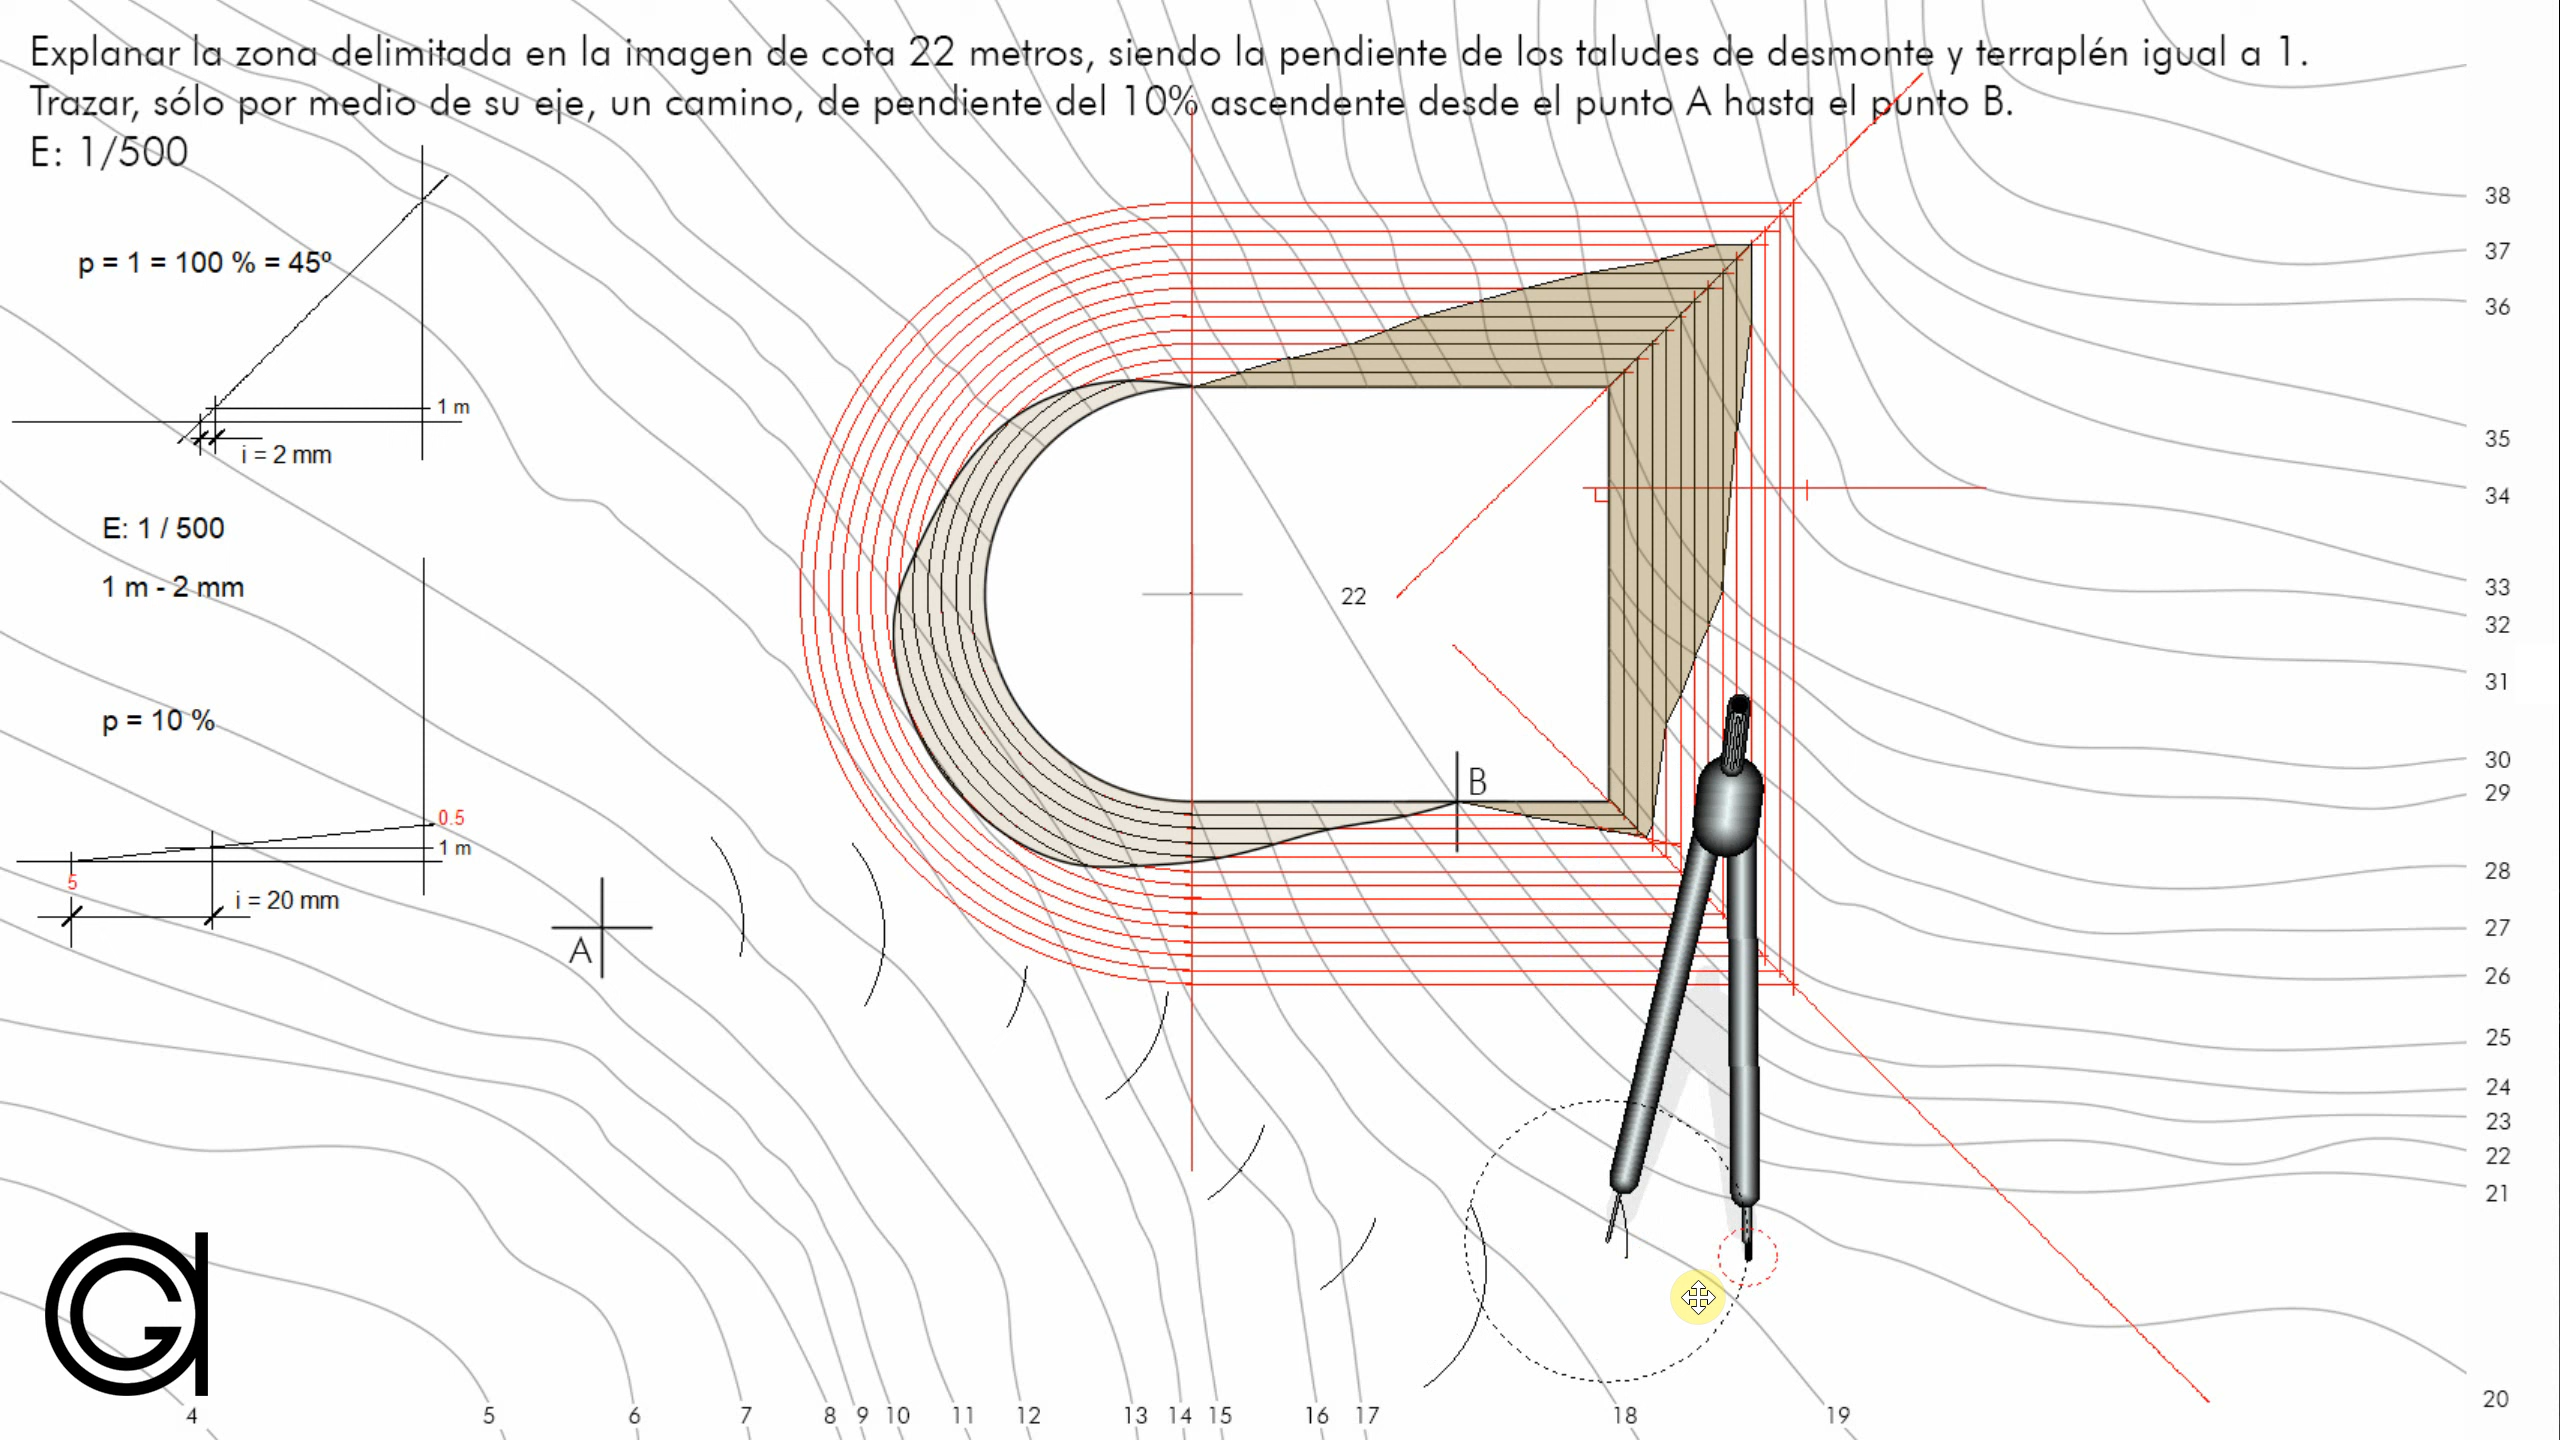 Explanar la zona delimitada en la imagen de cota 22 metros, siendo la pendiente de los taludes de desmonte y terraplén igual a 1.
Trazar, sólo por medio de su eje, un camino, de pendiente del 10% ascendente desde el punto A hasta el punto B.
E: 1/500
p = 1 = 100 % = 45º
1 m
i = 2 mm
E: 1 / 500
1 m - 2 mm
p = 10 %
0.5
1 m
5
i = 20 mm
A
22
B
38
37
36
35
34
33
32
31
30
29
28
27
26
25
24
23
22
21
20
4 5 6 7 8 9 10 11 12 13 14 15 16 17 18 19